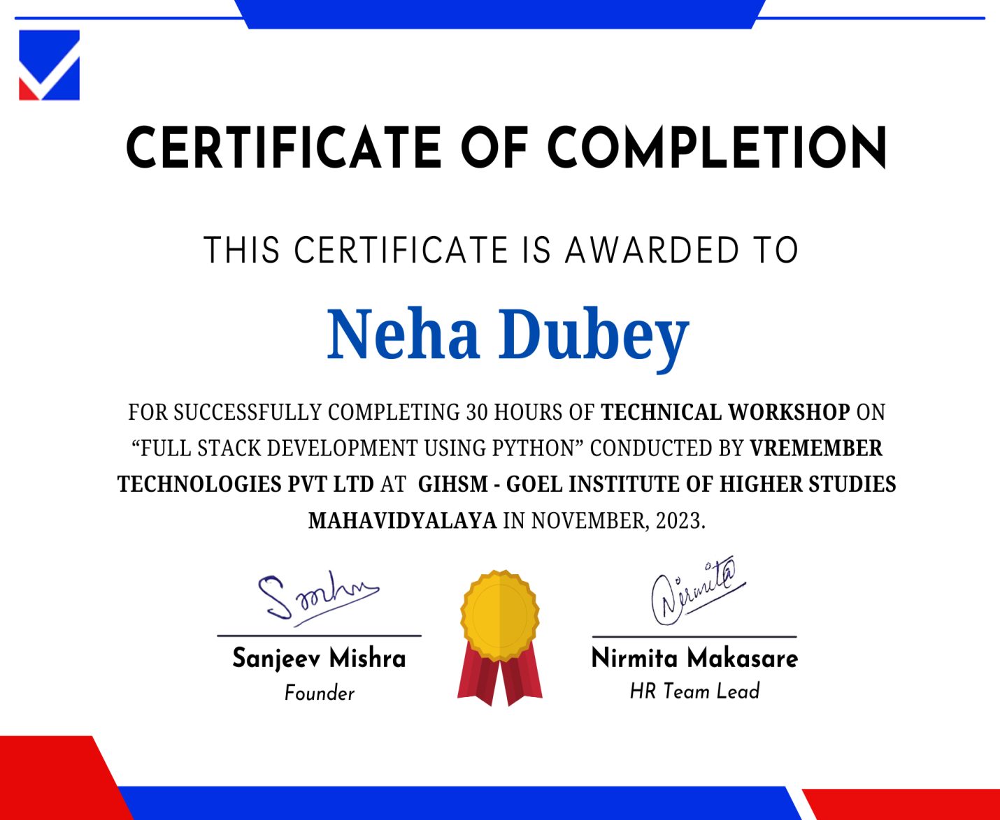 CERTIFICATE OF COMPLETION
THIS CERTIFICATE IS AWARDED TO
Neha Dubey
FOR SUCCESSFULLY COMPLETING 30 HOURS OF TECHNICAL WORKSHOP ON
“FULL STACK DEVELOPMENT USING PYTHON” CONDUCTED BY VREMEMBER
TECHNOLOGIES PVT LTD AT GIHSM - GOEL INSTITUTE OF HIGHER STUDIES
MAHAVIDYALAYA IN NOVEMBER, 2023.
Nirmita
Sanjeev Mishra
Nirmita Makasare
Founder
HR Team Lead